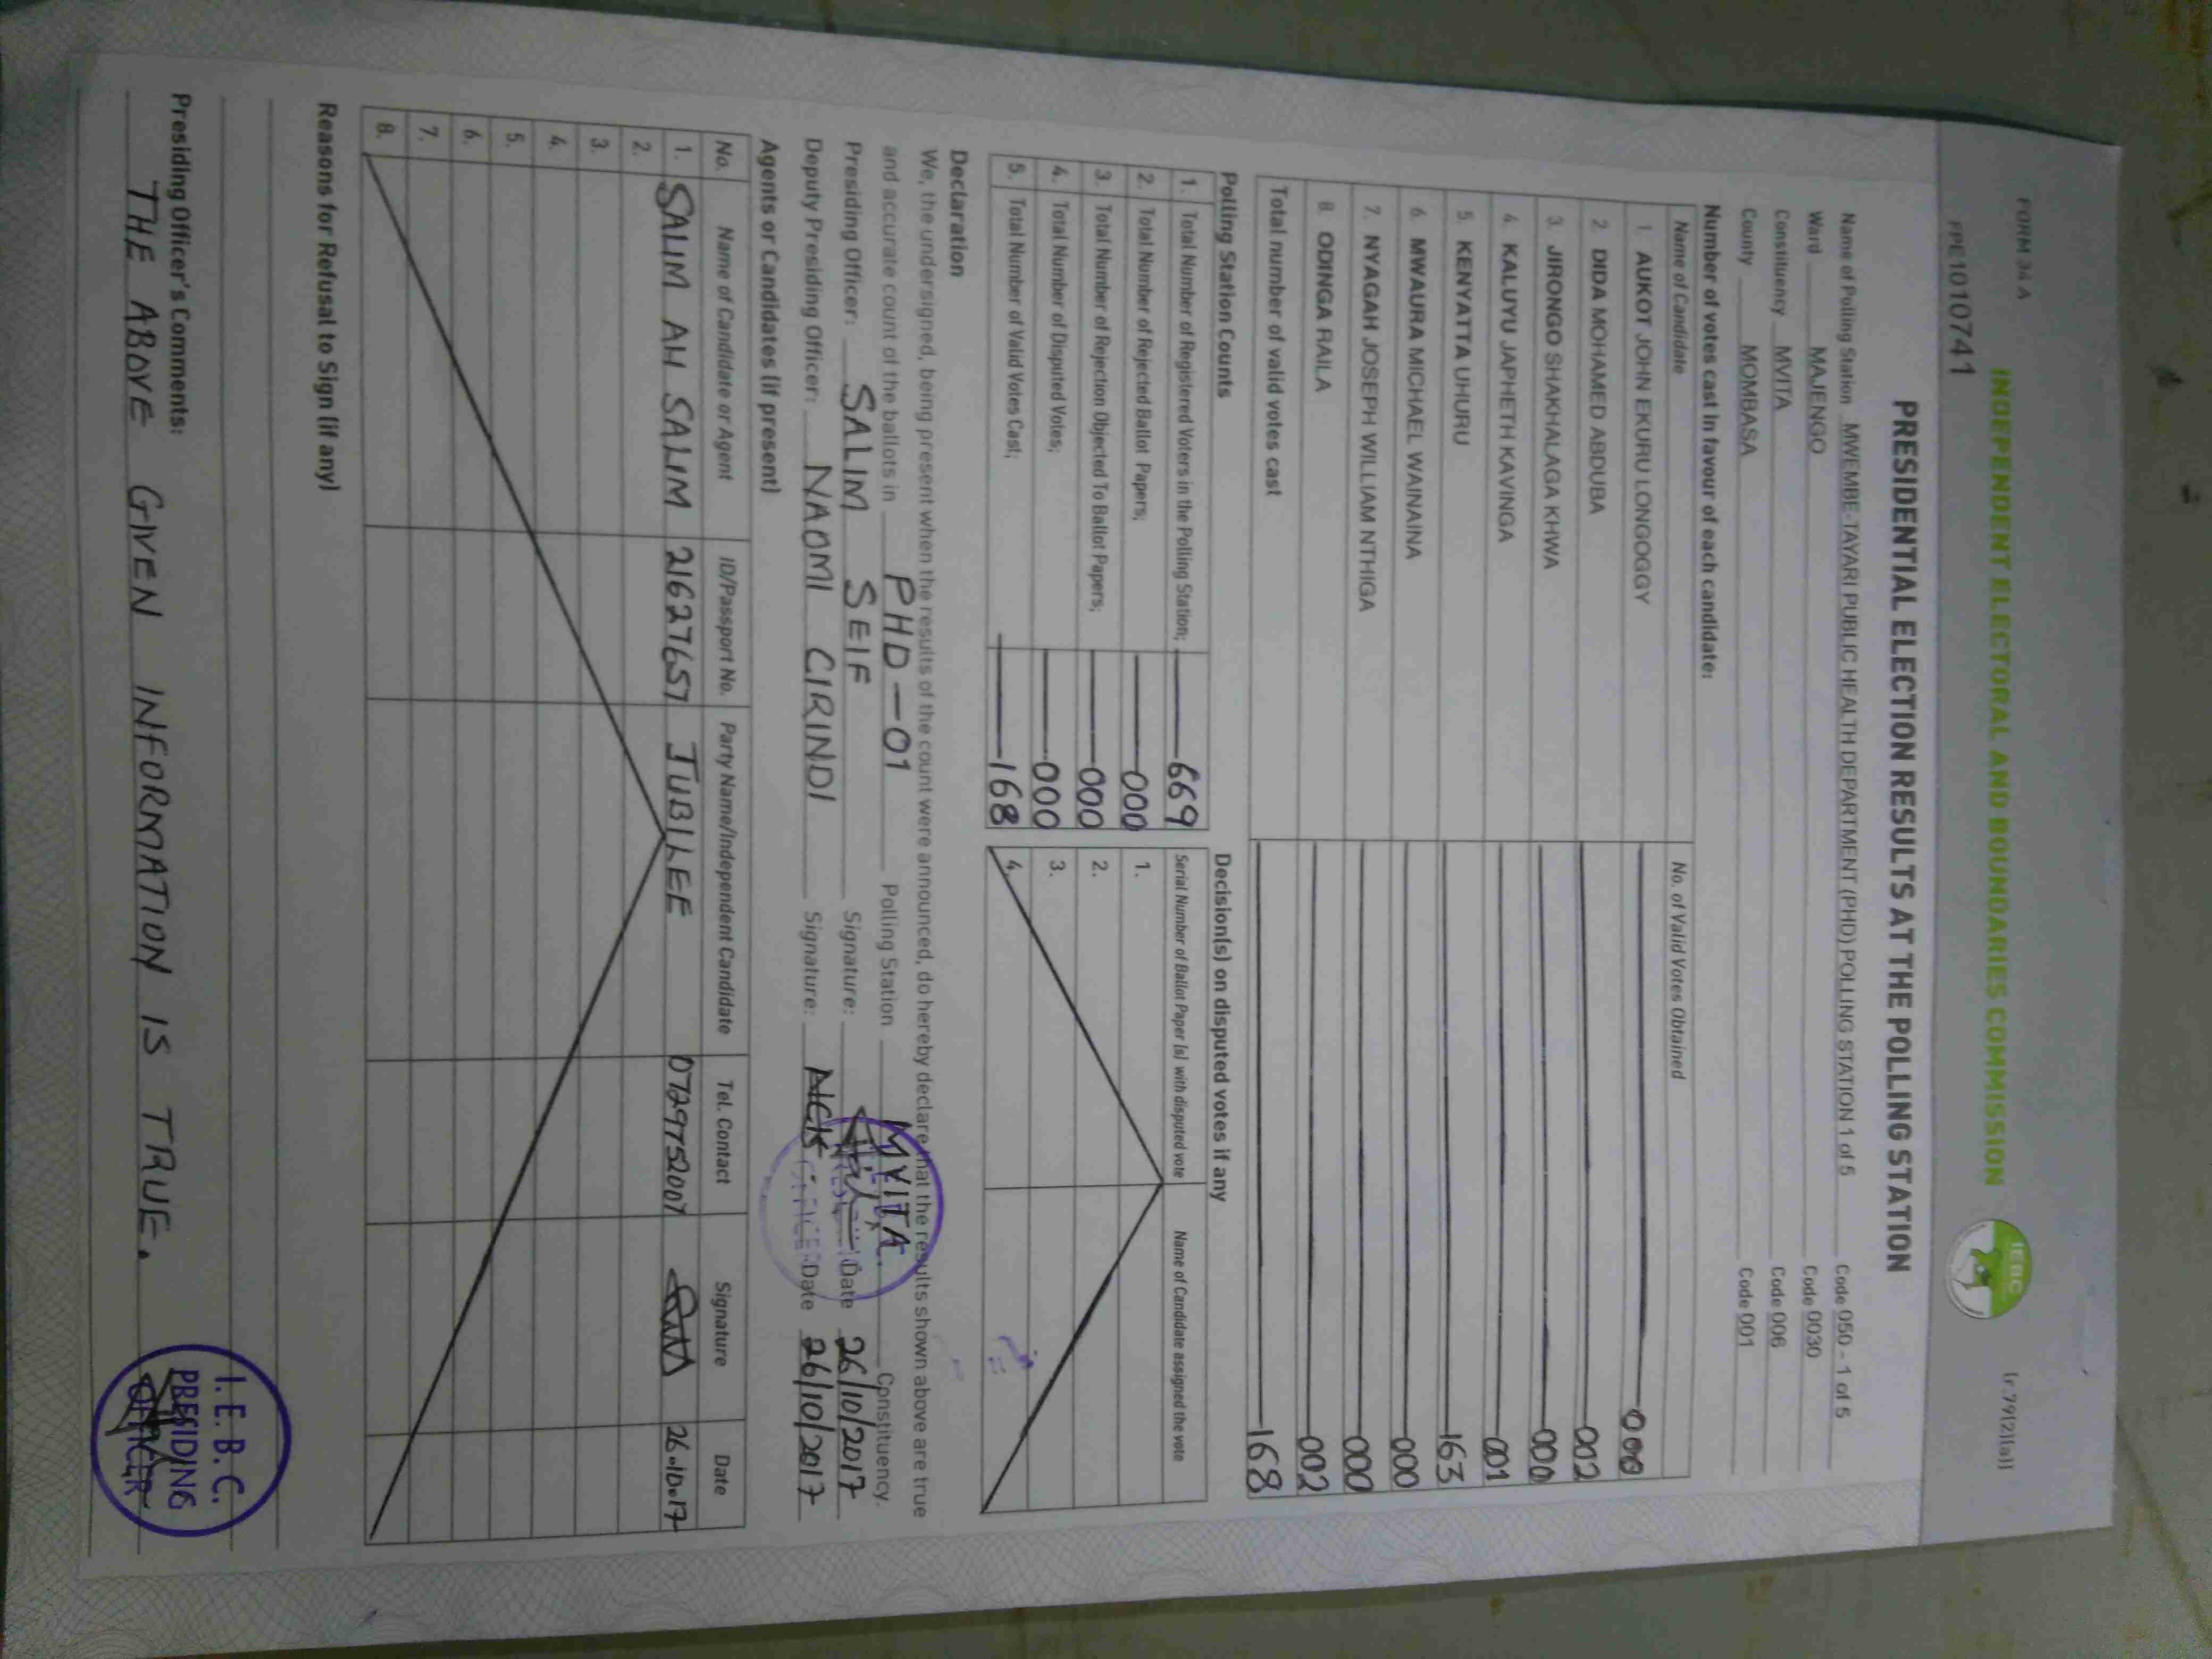 FORM 34 A
INDEPENDENT ELECTORAL AND BOUNDARIES COMMISSION
IEBC
(r.79(2)(a))
FPE1010741
PRESIDENTIAL ELECTION RESULTS AT THE POLLING STATION
Name of Polling Station MWEMBE-TAYARI PUBLIC HEALTH DEPARTMENT (PHD) POLLING STATION 1 of 5 Code 050 - 1 of 5
Ward MAJENGO Code 0030
Constituency MVITA Code 006
County MOMBASA Code 001
Number of votes cast in favour of each candidate:
Name of Candidate No. of Valid Votes Obtained
1. AUKOT JOHN EKURU LONGOGGY 000
2. DIDA MOHAMED ABDUBA 002
3. JIRONGO SHAKHALAGA KHWA 000
4. KALUYU JAPHETH KAVINGA 001
5. KENYATTA UHURU 163
6. MWAURA MICHAEL WAINAINA 000
7. NYAGAH JOSEPH WILLIAM NTHIGA 000
8. ODINGA RAILA 002
Total number of valid votes cast 168
Polling Station Counts
1. Total Number of Registered Voters in the Polling Station; 669
2. Total Number of Rejected Ballot Papers; 000
3. Total Number of Rejection Objected To Ballot Papers; 000
4. Total Number of Disputed Votes; 000
5. Total Number of Valid Votes Cast; 168
Decision(s) on disputed votes if any
Serial Number of Ballot Paper (s) with disputed vote Name of Candidate assigned the vote
1.
2.
3.
4.
Declaration
We, the undersigned, being present when the results of the count were announced, do hereby declare that the results shown above are true
and accurate count of the ballots in PHD-01 Polling Station MVITA Constituency.
Presiding Officer: SALIM SEIF Signature: Date 26/10/2017
Deputy Presiding Officer: NAOMI CIRINDI Signature: Date 26/10/2017
Agents or Candidates (if present)
No. Name of Candidate or Agent ID/Passport No. Party Name/Independent Candidate Tel. Contact Signature Date
1. SALIM AH SALIM 21627657 JUBILEE 0729752007 26.10.17
2.
3.
4.
5.
6.
7.
8.
Reasons for Refusal to Sign (if any)
Presiding Officer's Comments:
THE ABOVE GIVEN INFORMATION IS TRUE.
I.E.B.C.
PRESIDING
OFFICER